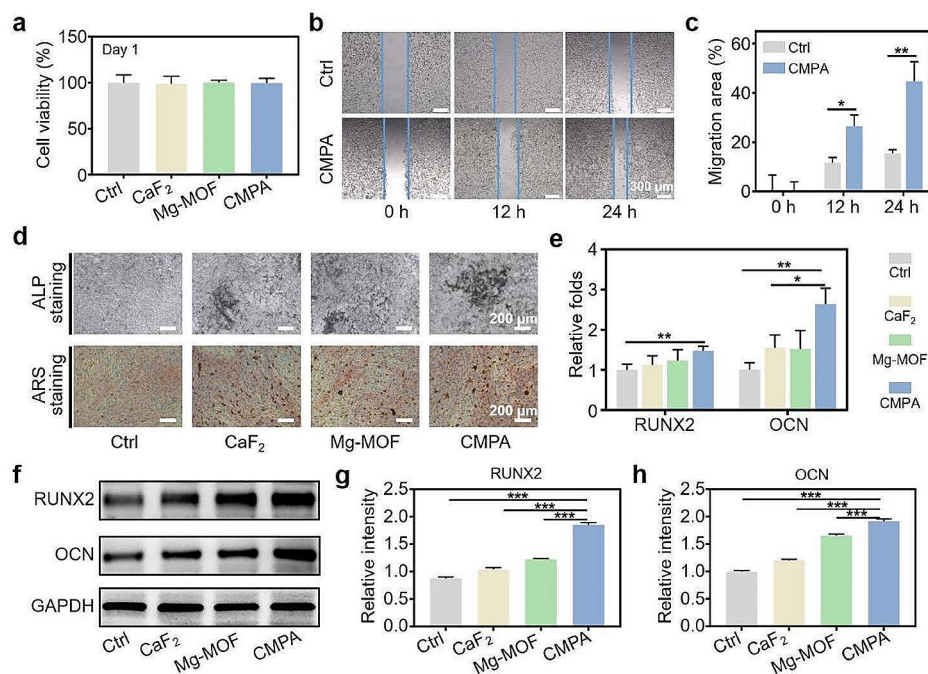 a
Cell viability (%)
150
100
50
0
Day 1
Ctrl
CaF₂
Mg-MOF
CMPA
b
Ctrl
CMPA
300 μm
0 h
12 h
24 h
c
Migration area (%)
60
40
20
0
Ctrl
CMPA
*
**
0 h
12 h
24 h
d
ALP
staining
200 μm
ARS
staining
200 μm
Ctrl
CaF₂
Mg-MOF
CMPA
e
Relative folds
4
3
2
1
0
**
**
*
RUNX2
OCN
Ctrl
CaF₂
Mg-MOF
CMPA
f
RUNX2
OCN
GAPDH
Ctrl
CaF₂
Mg-MOF
CMPA
g
RUNX2
Relative intensity
2.5
2.0
1.5
1.0
0.5
0.0
***
***
***
Ctrl
CaF₂
Mg-MOF
CMPA
h
OCN
Relative intensity
2.5
2.0
1.5
1.0
0.5
0.0
***
***
***
Ctrl
CaF₂
Mg-MOF
CMPA